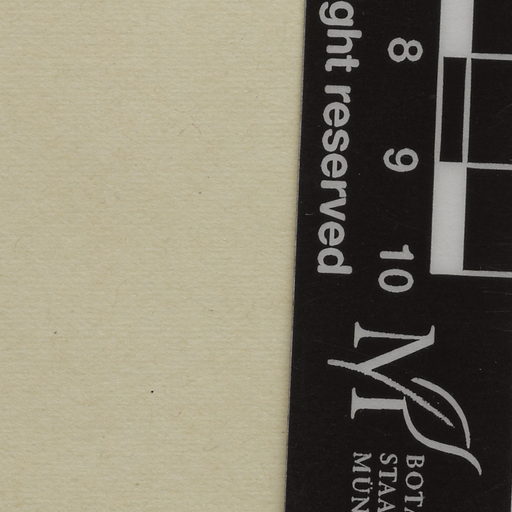 ght reserved
8
9
10
M
BOTA
STAA
MÜN